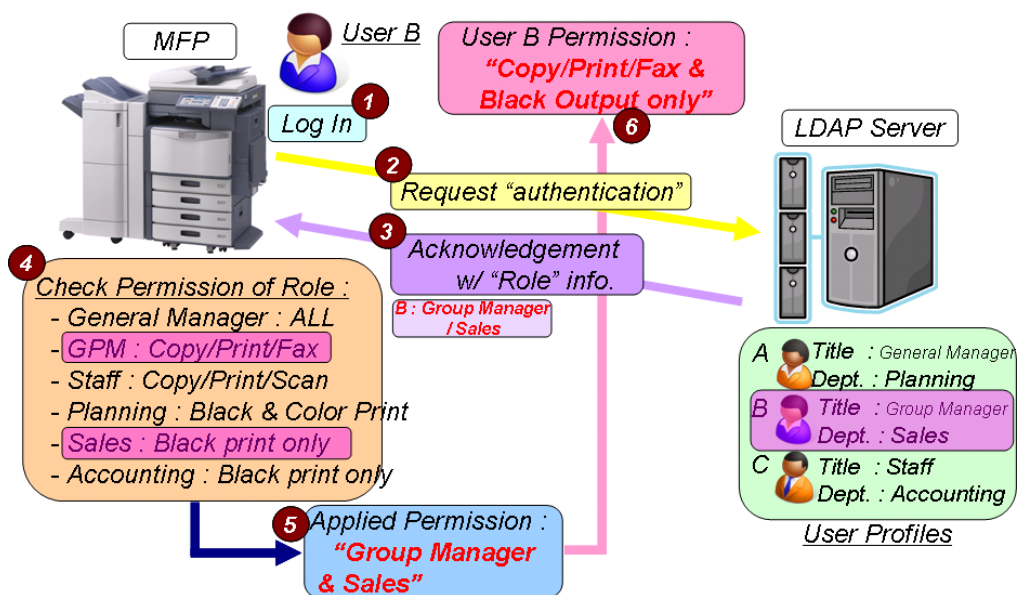 MFP
User B
1
Log In
User B Permission :
“Copy/Print/Fax &
Black Output only”
6
LDAP Server
2
Request “authentication”
3
Acknowledgement
w/ “Role” info.
B : Group Manager
/ Sales
4
Check Permission of Role :
- General Manager : ALL
- GPM : Copy/Print/Fax
- Staff : Copy/Print/Scan
- Planning : Black & Color Print
- Sales : Black print only
- Accounting : Black print only
5
Applied Permission :
“Group Manager
& Sales”
A Title : General Manager
Dept. : Planning
B Title : Group Manager
Dept. : Sales
C Title : Staff
Dept. : Accounting
User Profiles